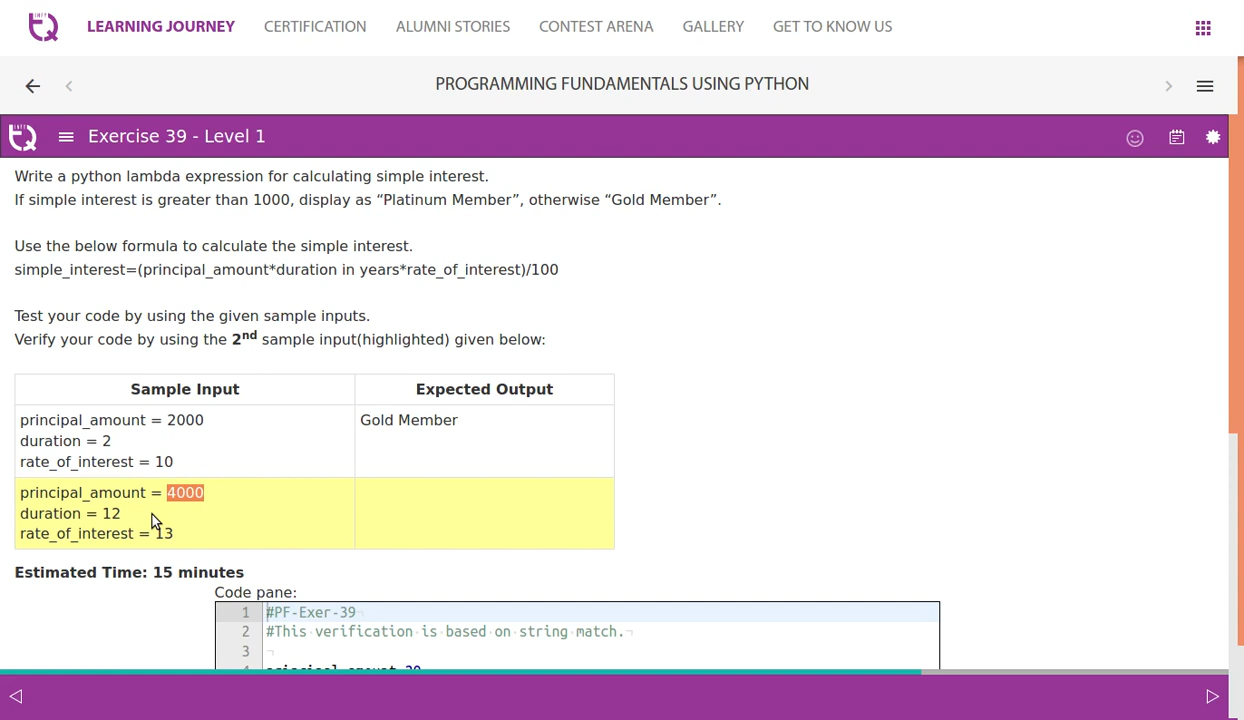 LEARNING JOURNEY CERTIFICATION ALUMNI STORIES CONTEST ARENA GALLERY GET TO KNOW US
PROGRAMMING FUNDAMENTALS USING PYTHON
Exercise 39 - Level 1
Write a python lambda expression for calculating simple interest.
If simple interest is greater than 1000, display as “Platinum Member”, otherwise “Gold Member”.
Use the below formula to calculate the simple interest.
simple_interest=(principal_amount*duration in years*rate_of_interest)/100
Test your code by using the given sample inputs.
Verify your code by using the 2nd sample input(highlighted) given below:
Sample Input Expected Output
principal_amount = 2000 Gold Member
duration = 2
rate_of_interest = 10
principal_amount = 4000
duration = 12
rate_of_interest = 13
Estimated Time: 15 minutes
Code pane:
1 #PF-Exer-39
2 #This verification is based on string match.
3